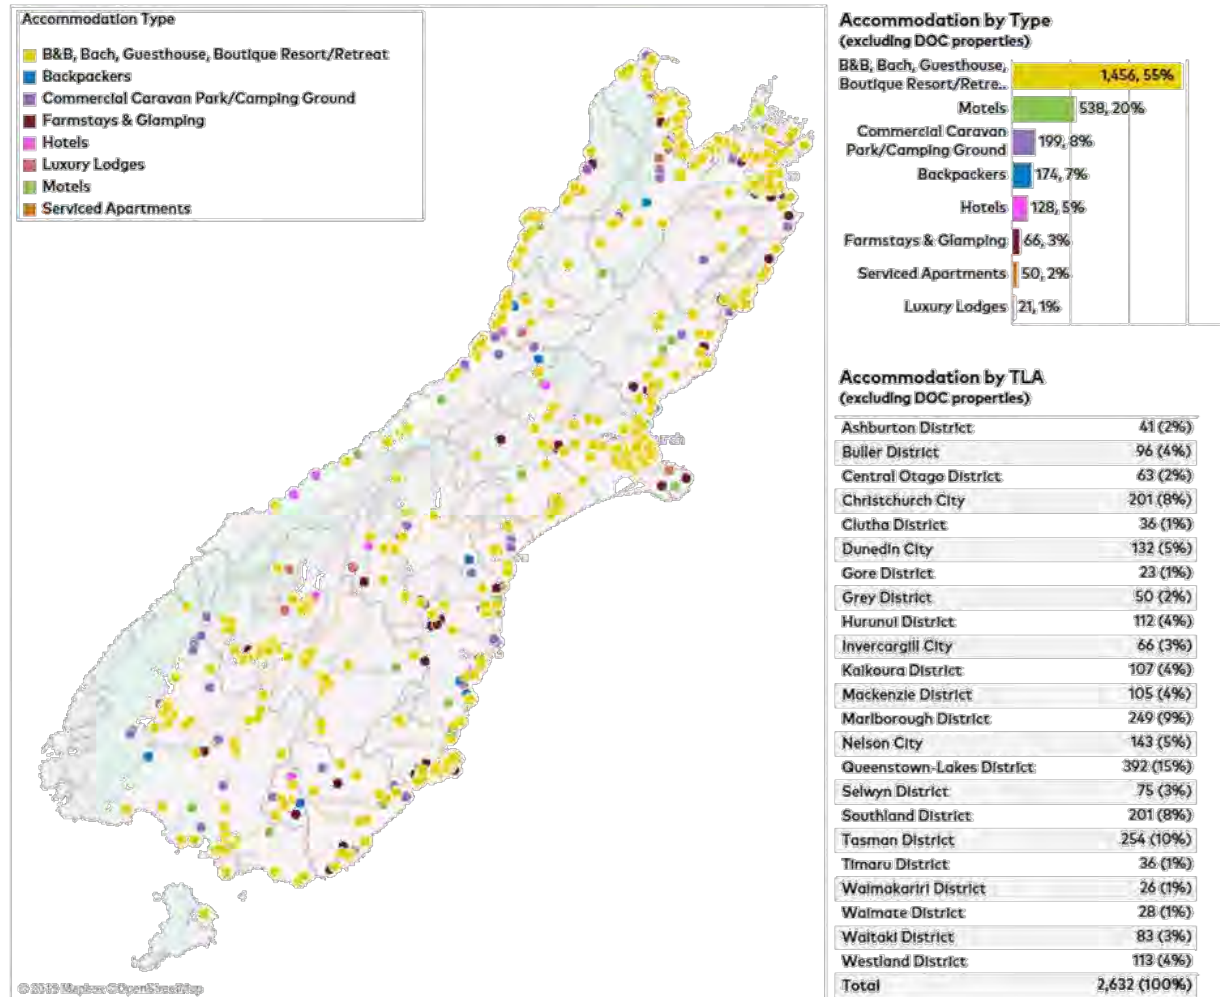 Accommodation Type
B&B, Bach, Guesthouse, Boutique Resort/Retreat
Backpackers
Commercial Caravan Park/Camping Ground
Farmstays & Glamping
Hotels
Luxury Lodges
Motels
Serviced Apartments
Accommodation by Type
(excluding DOC properties)
B&B, Bach, Guesthouse,
Boutique Resort/Retre..
1,456, 55%
Motels
538, 20%
Commercial Caravan
Park/Camping Ground
199, 8%
Backpackers
174, 7%
Hotels
128, 5%
Farmstays & Glamping
66, 3%
Serviced Apartments
50, 2%
Luxury Lodges
21, 1%
Accommodation by TLA
(excluding DOC properties)
Ashburton District 41 (2%)
Buller District 96 (4%)
Central Otago District 63 (2%)
Christchurch City 201 (8%)
Clutha District 36 (1%)
Dunedin City 132 (5%)
Gore District 23 (1%)
Grey District 50 (2%)
Hurunui District 112 (4%)
Invercargill City 66 (3%)
Kaikoura District 107 (4%)
Mackenzie District 105 (4%)
Marlborough District 249 (9%)
Nelson City 143 (5%)
Queenstown-Lakes District 392 (15%)
Selwyn District 75 (3%)
Southland District 201 (8%)
Tasman District 254 (10%)
Timaru District 36 (1%)
Waimakariri District 26 (1%)
Waimate District 28 (1%)
Waitaki District 83 (3%)
Westland District 113 (4%)
Total 2,632 (100%)
© 2019 Mapbox © OpenStreetMap